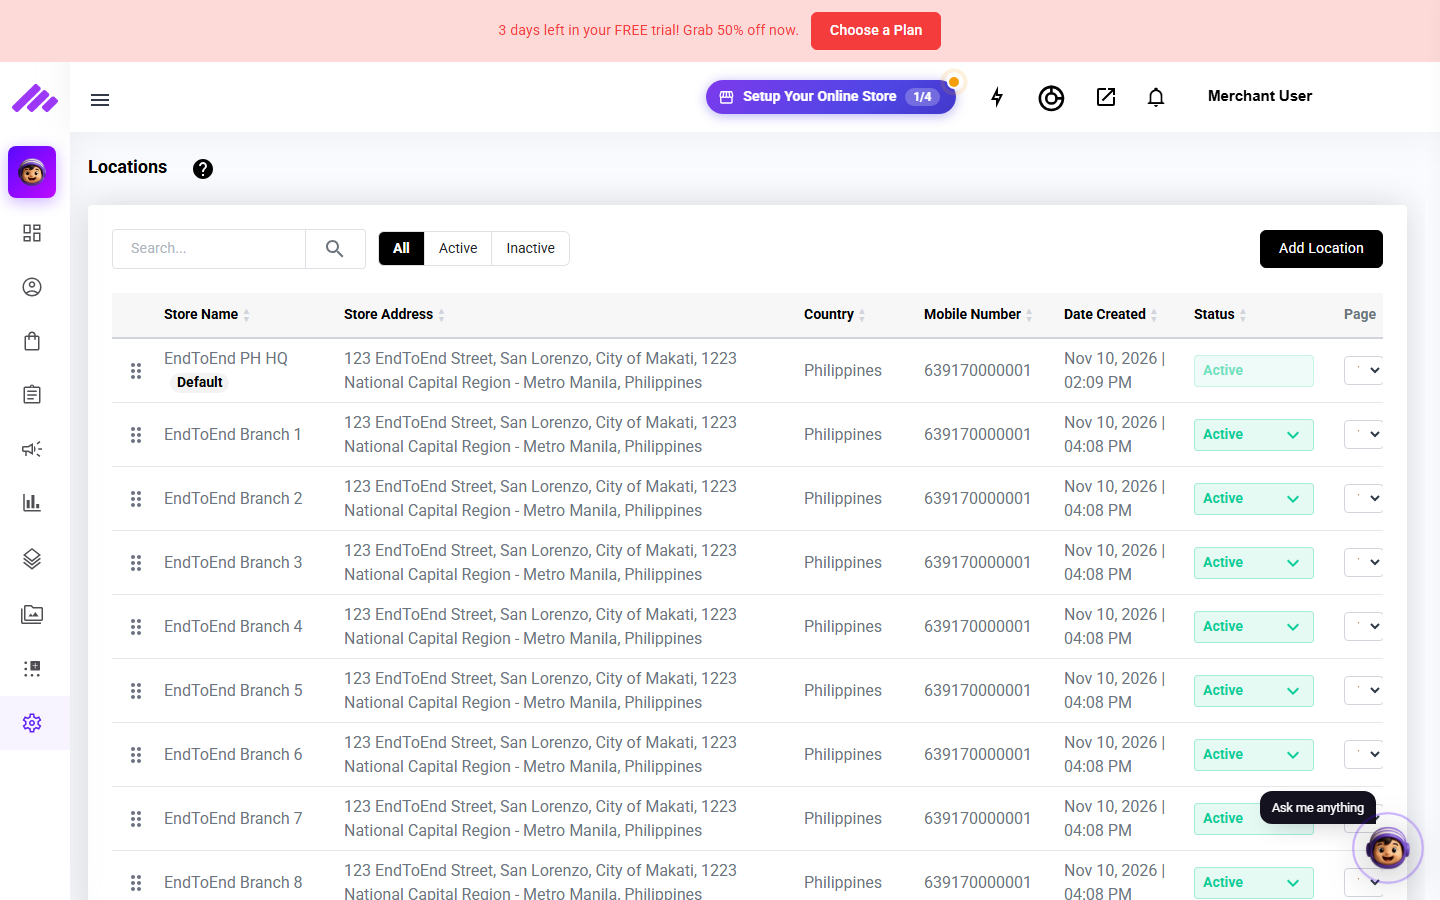 3 days left in your FREE trial! Grab 50% off now.
Choose a Plan
Setup Your Online Store 1/4
Merchant User
Locations
Search...
All
Active
Inactive
Add Location
Store Name Store Address Country Mobile Number Date Created Status Page
EndToEnd PH HQ
Default
123 EndToEnd Street, San Lorenzo, City of Makati, 1223
National Capital Region - Metro Manila, Philippines
Philippines
639170000001
Nov 10, 2026 |
02:09 PM
Active
EndToEnd Branch 1
123 EndToEnd Street, San Lorenzo, City of Makati, 1223
National Capital Region - Metro Manila, Philippines
Philippines
639170000001
Nov 10, 2026 |
04:08 PM
Active
EndToEnd Branch 2
123 EndToEnd Street, San Lorenzo, City of Makati, 1223
National Capital Region - Metro Manila, Philippines
Philippines
639170000001
Nov 10, 2026 |
04:08 PM
Active
EndToEnd Branch 3
123 EndToEnd Street, San Lorenzo, City of Makati, 1223
National Capital Region - Metro Manila, Philippines
Philippines
639170000001
Nov 10, 2026 |
04:08 PM
Active
EndToEnd Branch 4
123 EndToEnd Street, San Lorenzo, City of Makati, 1223
National Capital Region - Metro Manila, Philippines
Philippines
639170000001
Nov 10, 2026 |
04:08 PM
Active
EndToEnd Branch 5
123 EndToEnd Street, San Lorenzo, City of Makati, 1223
National Capital Region - Metro Manila, Philippines
Philippines
639170000001
Nov 10, 2026 |
04:08 PM
Active
EndToEnd Branch 6
123 EndToEnd Street, San Lorenzo, City of Makati, 1223
National Capital Region - Metro Manila, Philippines
Philippines
639170000001
Nov 10, 2026 |
04:08 PM
Active
EndToEnd Branch 7
123 EndToEnd Street, San Lorenzo, City of Makati, 1223
National Capital Region - Metro Manila, Philippines
Philippines
639170000001
Nov 10, 2026 |
04:08 PM
Active
Ask me anything
EndToEnd Branch 8
123 EndToEnd Street, San Lorenzo, City of Makati, 1223
National Capital Region - Metro Manila, Philippines
Philippines
639170000001
Nov 10, 2026 |
04:08 PM
Active